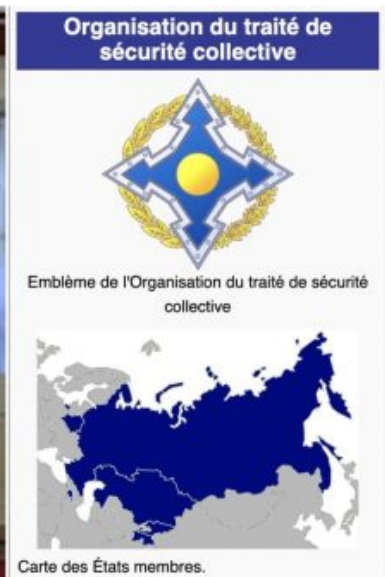 Organisation du traité de
sécurité collective
Emblème de l'Organisation du traité de sécurité
collective
Carte des États membres.